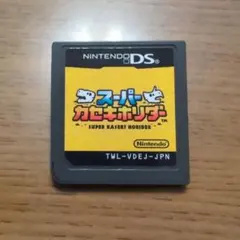 NINTENDO DS
スーパー
カセキホリダー
TM
SUPER KASEKI HORIDER
Nintendo
TWL-VDEJ-JPN